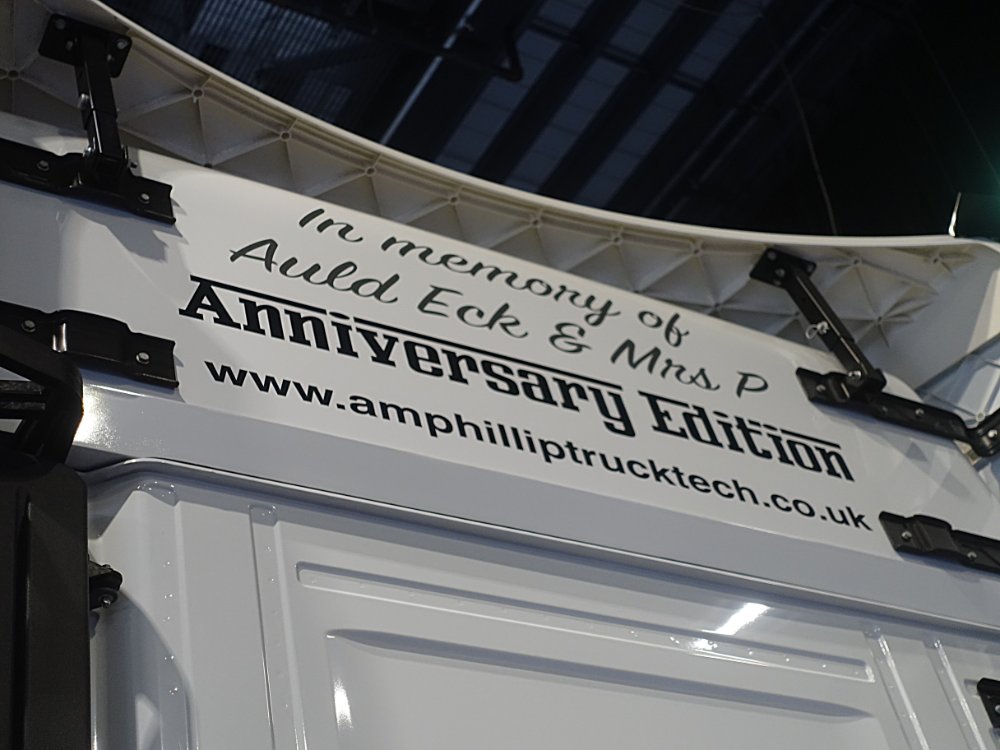 In memory of
Auld Eck & Mrs P
Anniversary Edition
www.amphilliptrucktech.co.uk